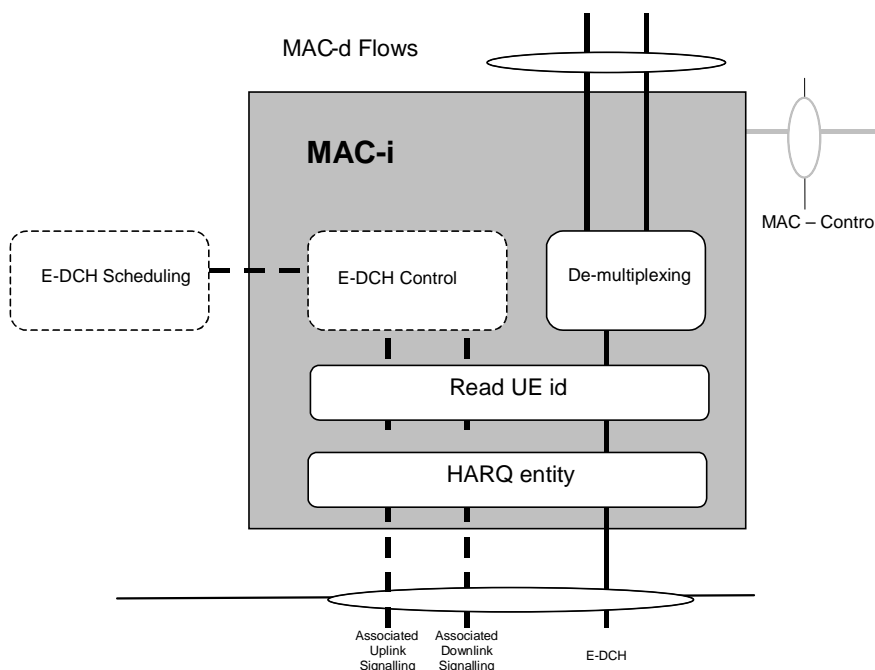 MAC-d Flows
MAC-i
MAC – Control
E-DCH Scheduling
E-DCH Control
De-multiplexing
Read UE id
HARQ entity
Associated
Uplink
Signalling
Associated
Downlink
Signalling
E-DCH